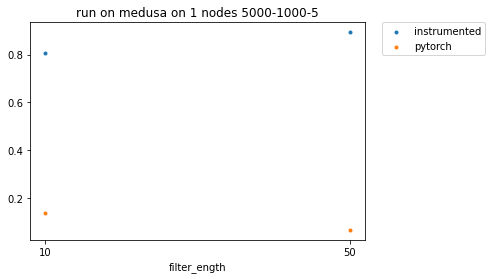 run on medusa on 1 nodes 5000-1000-5
instrumented
pytorch
0.8
0.6
0.4
0.2
10
50
filter_ength